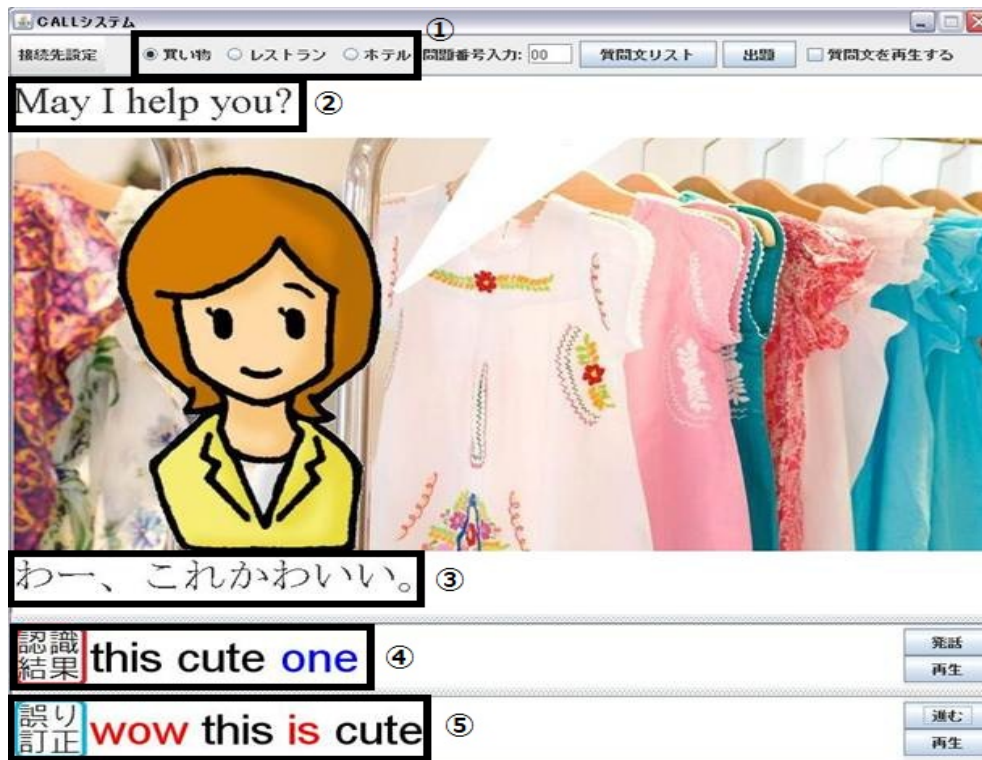 CALLシステム
①
接続先設定 買い物 レストラン ホテル 問題番号入力: 00 質問文リスト 出題 質問文を再生する
May I help you? ②
わー、これかわいい。 ③
認識結果 this cute one ④
発話
再生
誤り訂正 wow this is cute ⑤
進む
再生